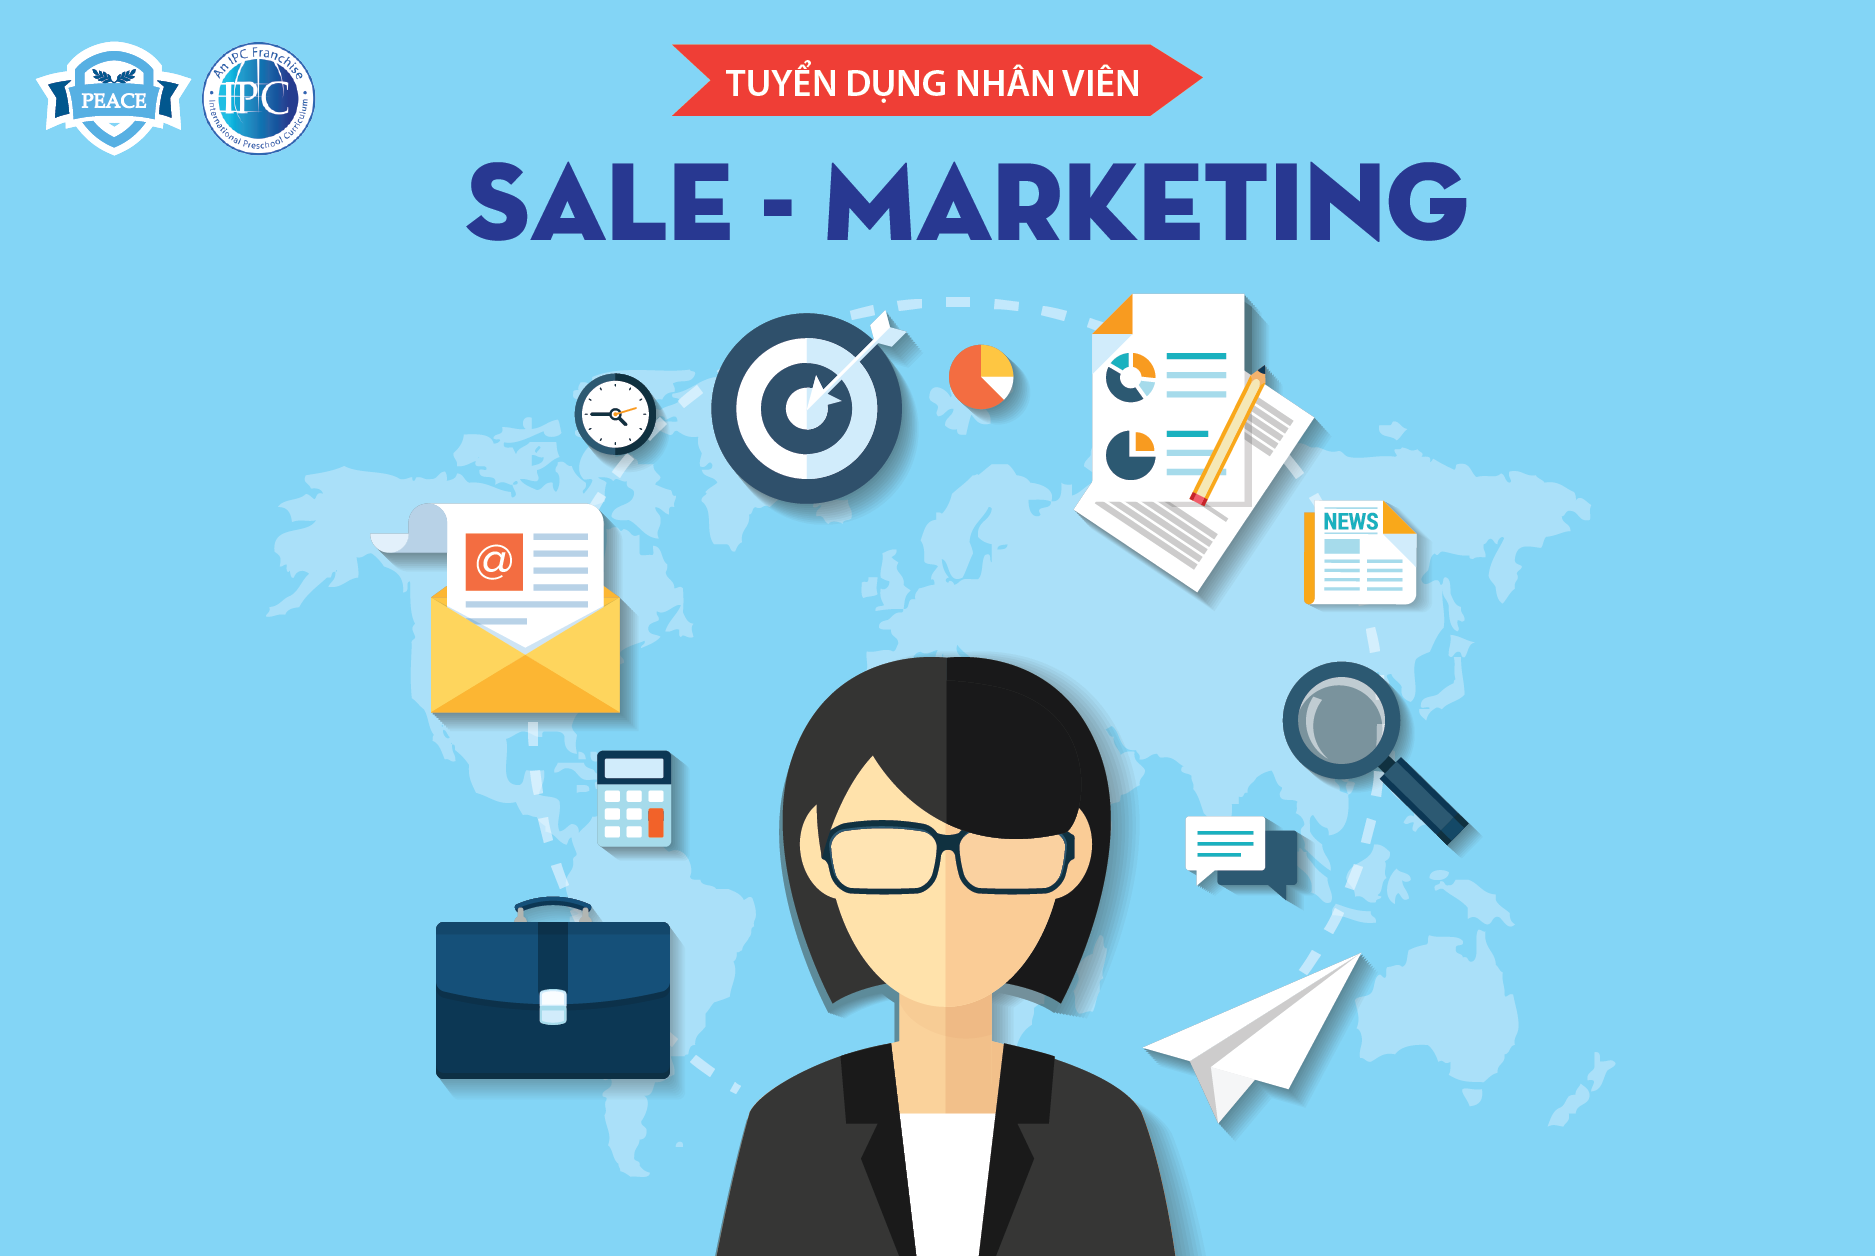 PEACE
An IPC Franchise
IPC
International Preschool Curriculum
TUYỂN DỤNG NHÂN VIÊN
SALE - MARKETING
@
NEWS